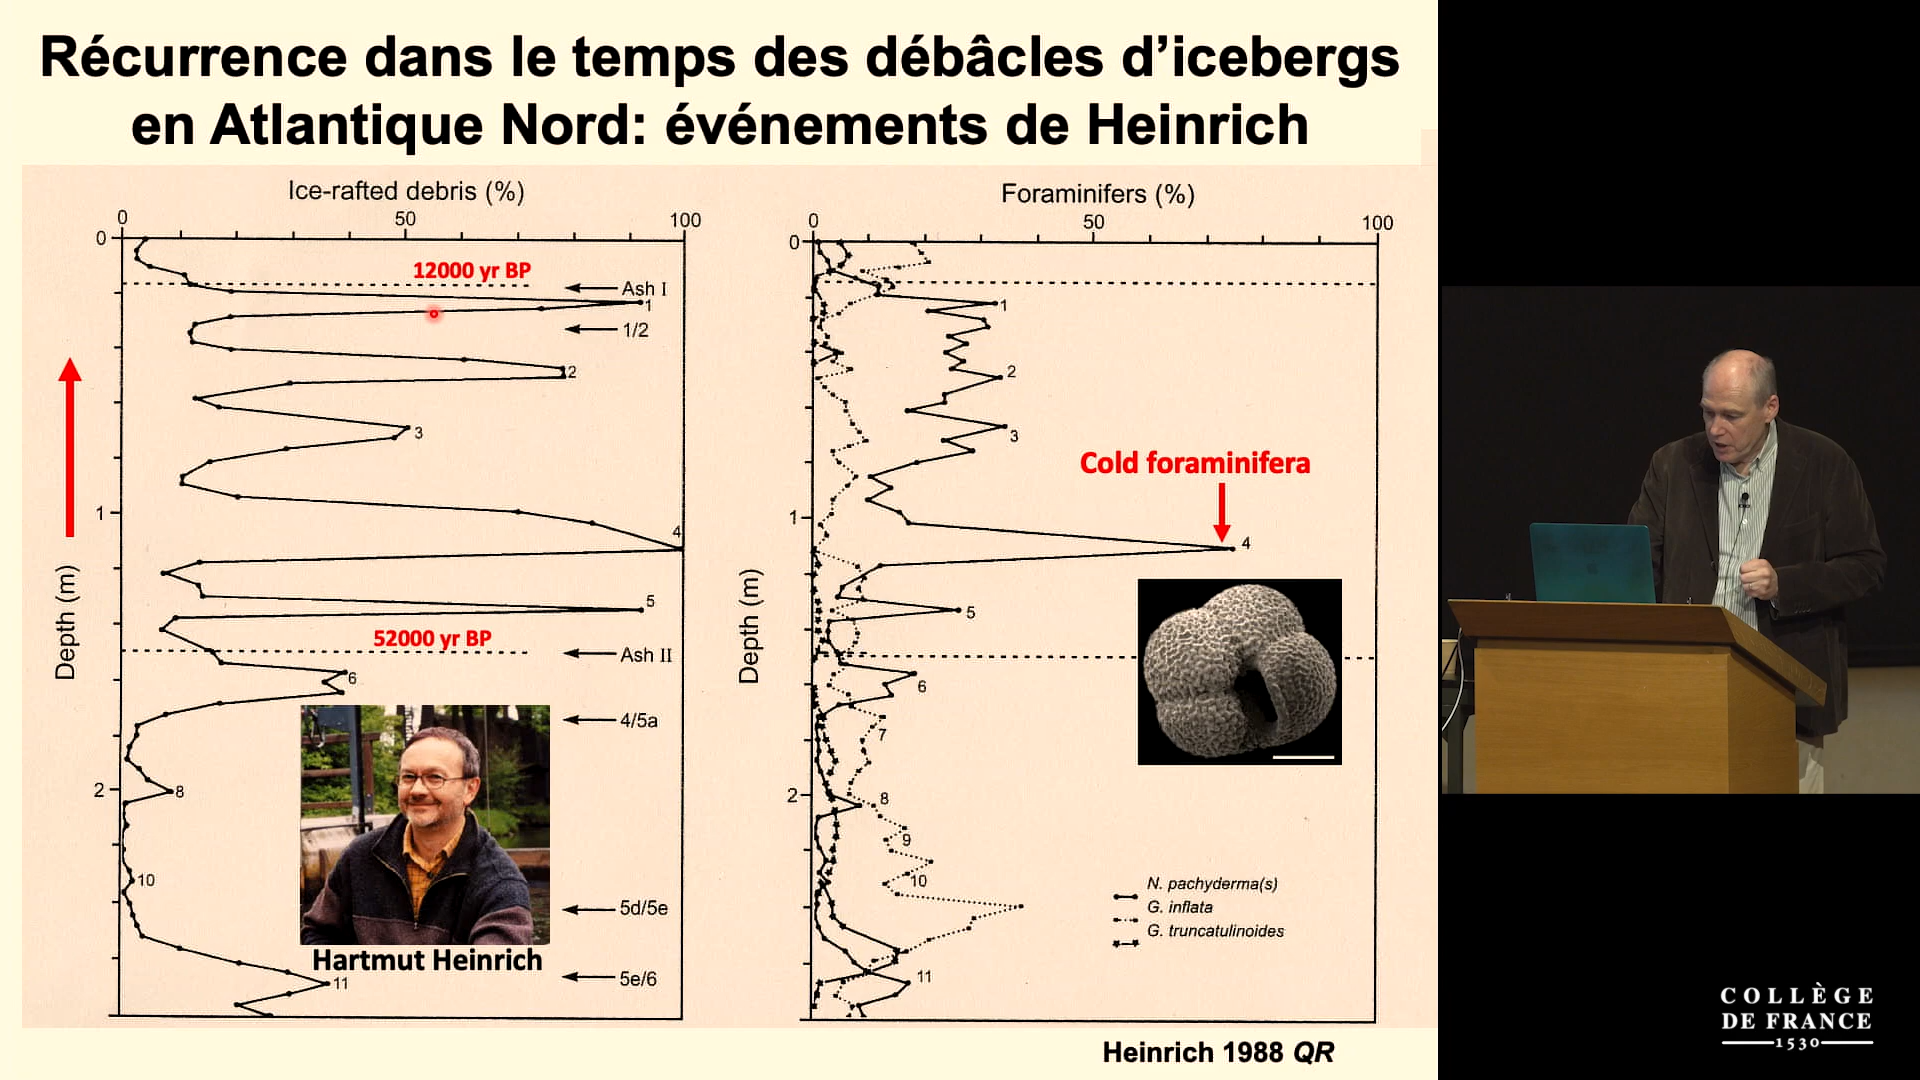 Récurrence dans le temps des débâcles d’icebergs
en Atlantique Nord: événements de Heinrich
Ice-rafted debris (%)
0 50 100
0
12000 yr BP
Ash I
1
1/2
2
3
1
4
5
52000 yr BP
Ash II
6
4/5a
2
8
10
5d/5e
11
5e/6
Depth (m)
Hartmut Heinrich
Foraminifers (%)
0 50 100
0
1
2
3
Cold foraminifera
1
4
5
6
7
2
8
9
10
11
Depth (m)
N. pachyderma(s)
G. inflata
G. truncatulinoides
Heinrich 1988 QR
COLLÈGE
DE FRANCE
1530